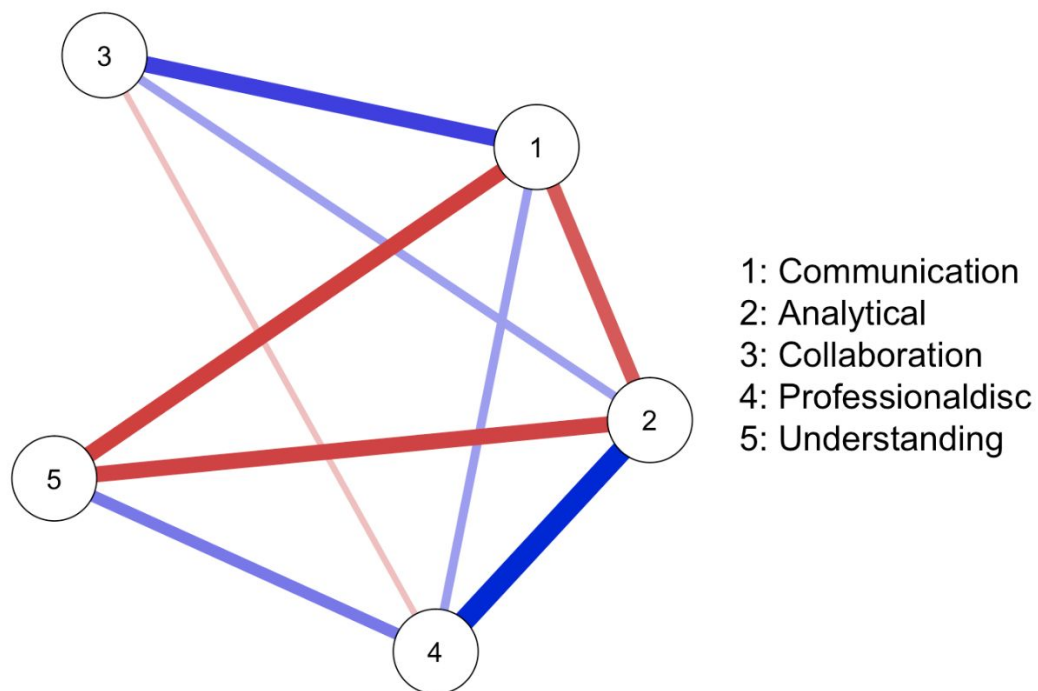 3
1
2
5
4
1: Communication
2: Analytical
3: Collaboration
4: Professionaldisc
5: Understanding